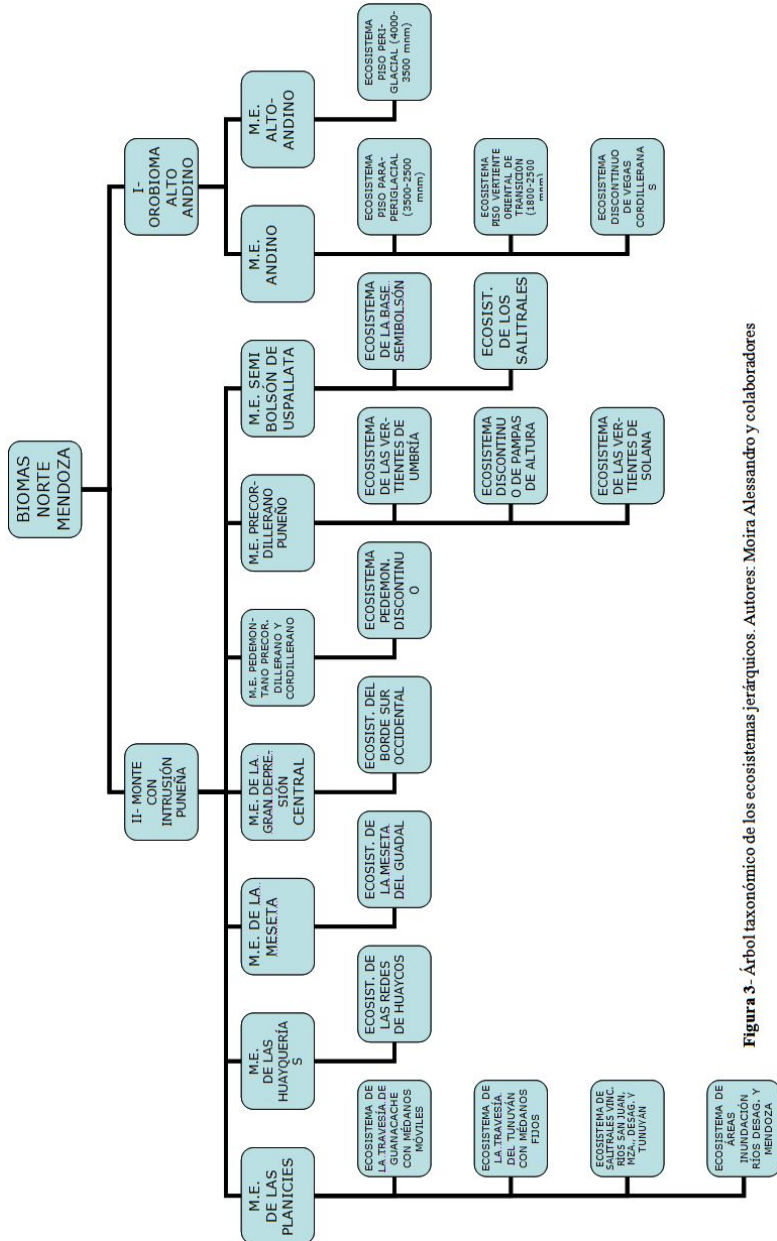 BIOMAS
NORTE
MENDOZA
II- MONTE
CON
INTRUSIÓN
PUNEÑA
I-
OROBIOMA
ALTO
ANDINO
M.E.
DE LAS
PLANICIES
M.E.
DE LAS
HUAYQUERÍA
S
M.E. DE LA
MESETA
M.E. DE LA
GRAN DEPRE-
SIÓN
CENTRAL
M.E. PEDEMON-
TANO PRECOR.
DILLERANO Y
CORDILLERANO
M.E. PRECOR-
DILLERANO
PUNEÑO
M.E. SEMI
BOLSÓN DE
USPALLATA
M.E.
ANDINO
M.E.
ALTO-
ANDINO
ECOSISTEMA DE
LA TRAVESÍA DE
GUANACACHE
CON MÉDANOS
MÓVILES
ECOSIST. DE
LAS REDES
DE HUAYCOS
ECOSIST. DE
LA MESETA
DEL GUADAL
ECOSIST. DEL
BORDE SUR
OCCIDENTAL
ECOSISTEMA
PEDEMON.
DISCONTINU
O
ECOSISTEMA
DE LAS VER-
TIENTES DE
UMBRÍA
ECOSISTEMA
DE LA BASE
SEMIBOLSÓN
ECOSISTEMA
PISO PARA-
PERIGLACIAL
(3500-2500
mnm)
ECOSISTEMA
PISO PERI-
GLACIAL (4000-
3500 mnm)
ECOSISTEMA DE
LA TRAVESÍA
DEL TUNUYÁN
CON MÉDANOS
FIJOS
ECOSISTEMA
DISCONTINU
O DE PAMPAS
DE ALTURA
ECOSIST.
DE LOS
SALITRALES
ECOSISTEMA
PISO VERTIENTE
ORIENTAL DE
TRANSICIÓN
(1800-2500
mnm)
ECOSISTEMA DE
SALITRALES VINC.
RÍOS SAN JUAN,
MZA., DESAG. Y
TUNUYÁN
ECOSISTEMA
DE LAS VER-
TIENTES DE
SOLANA
ECOSISTEMA
DISCONTINUO
DE VEGAS
CORDILLERANA
S
ECOSISTEMA DE
ÁREAS
INUNDACIÓN
RÍOS DESAG. Y
MENDOZA
Figura 3- Árbol taxonómico de los ecosistemas jerárquicos. Autores: Moira Alessandro y colaboradores